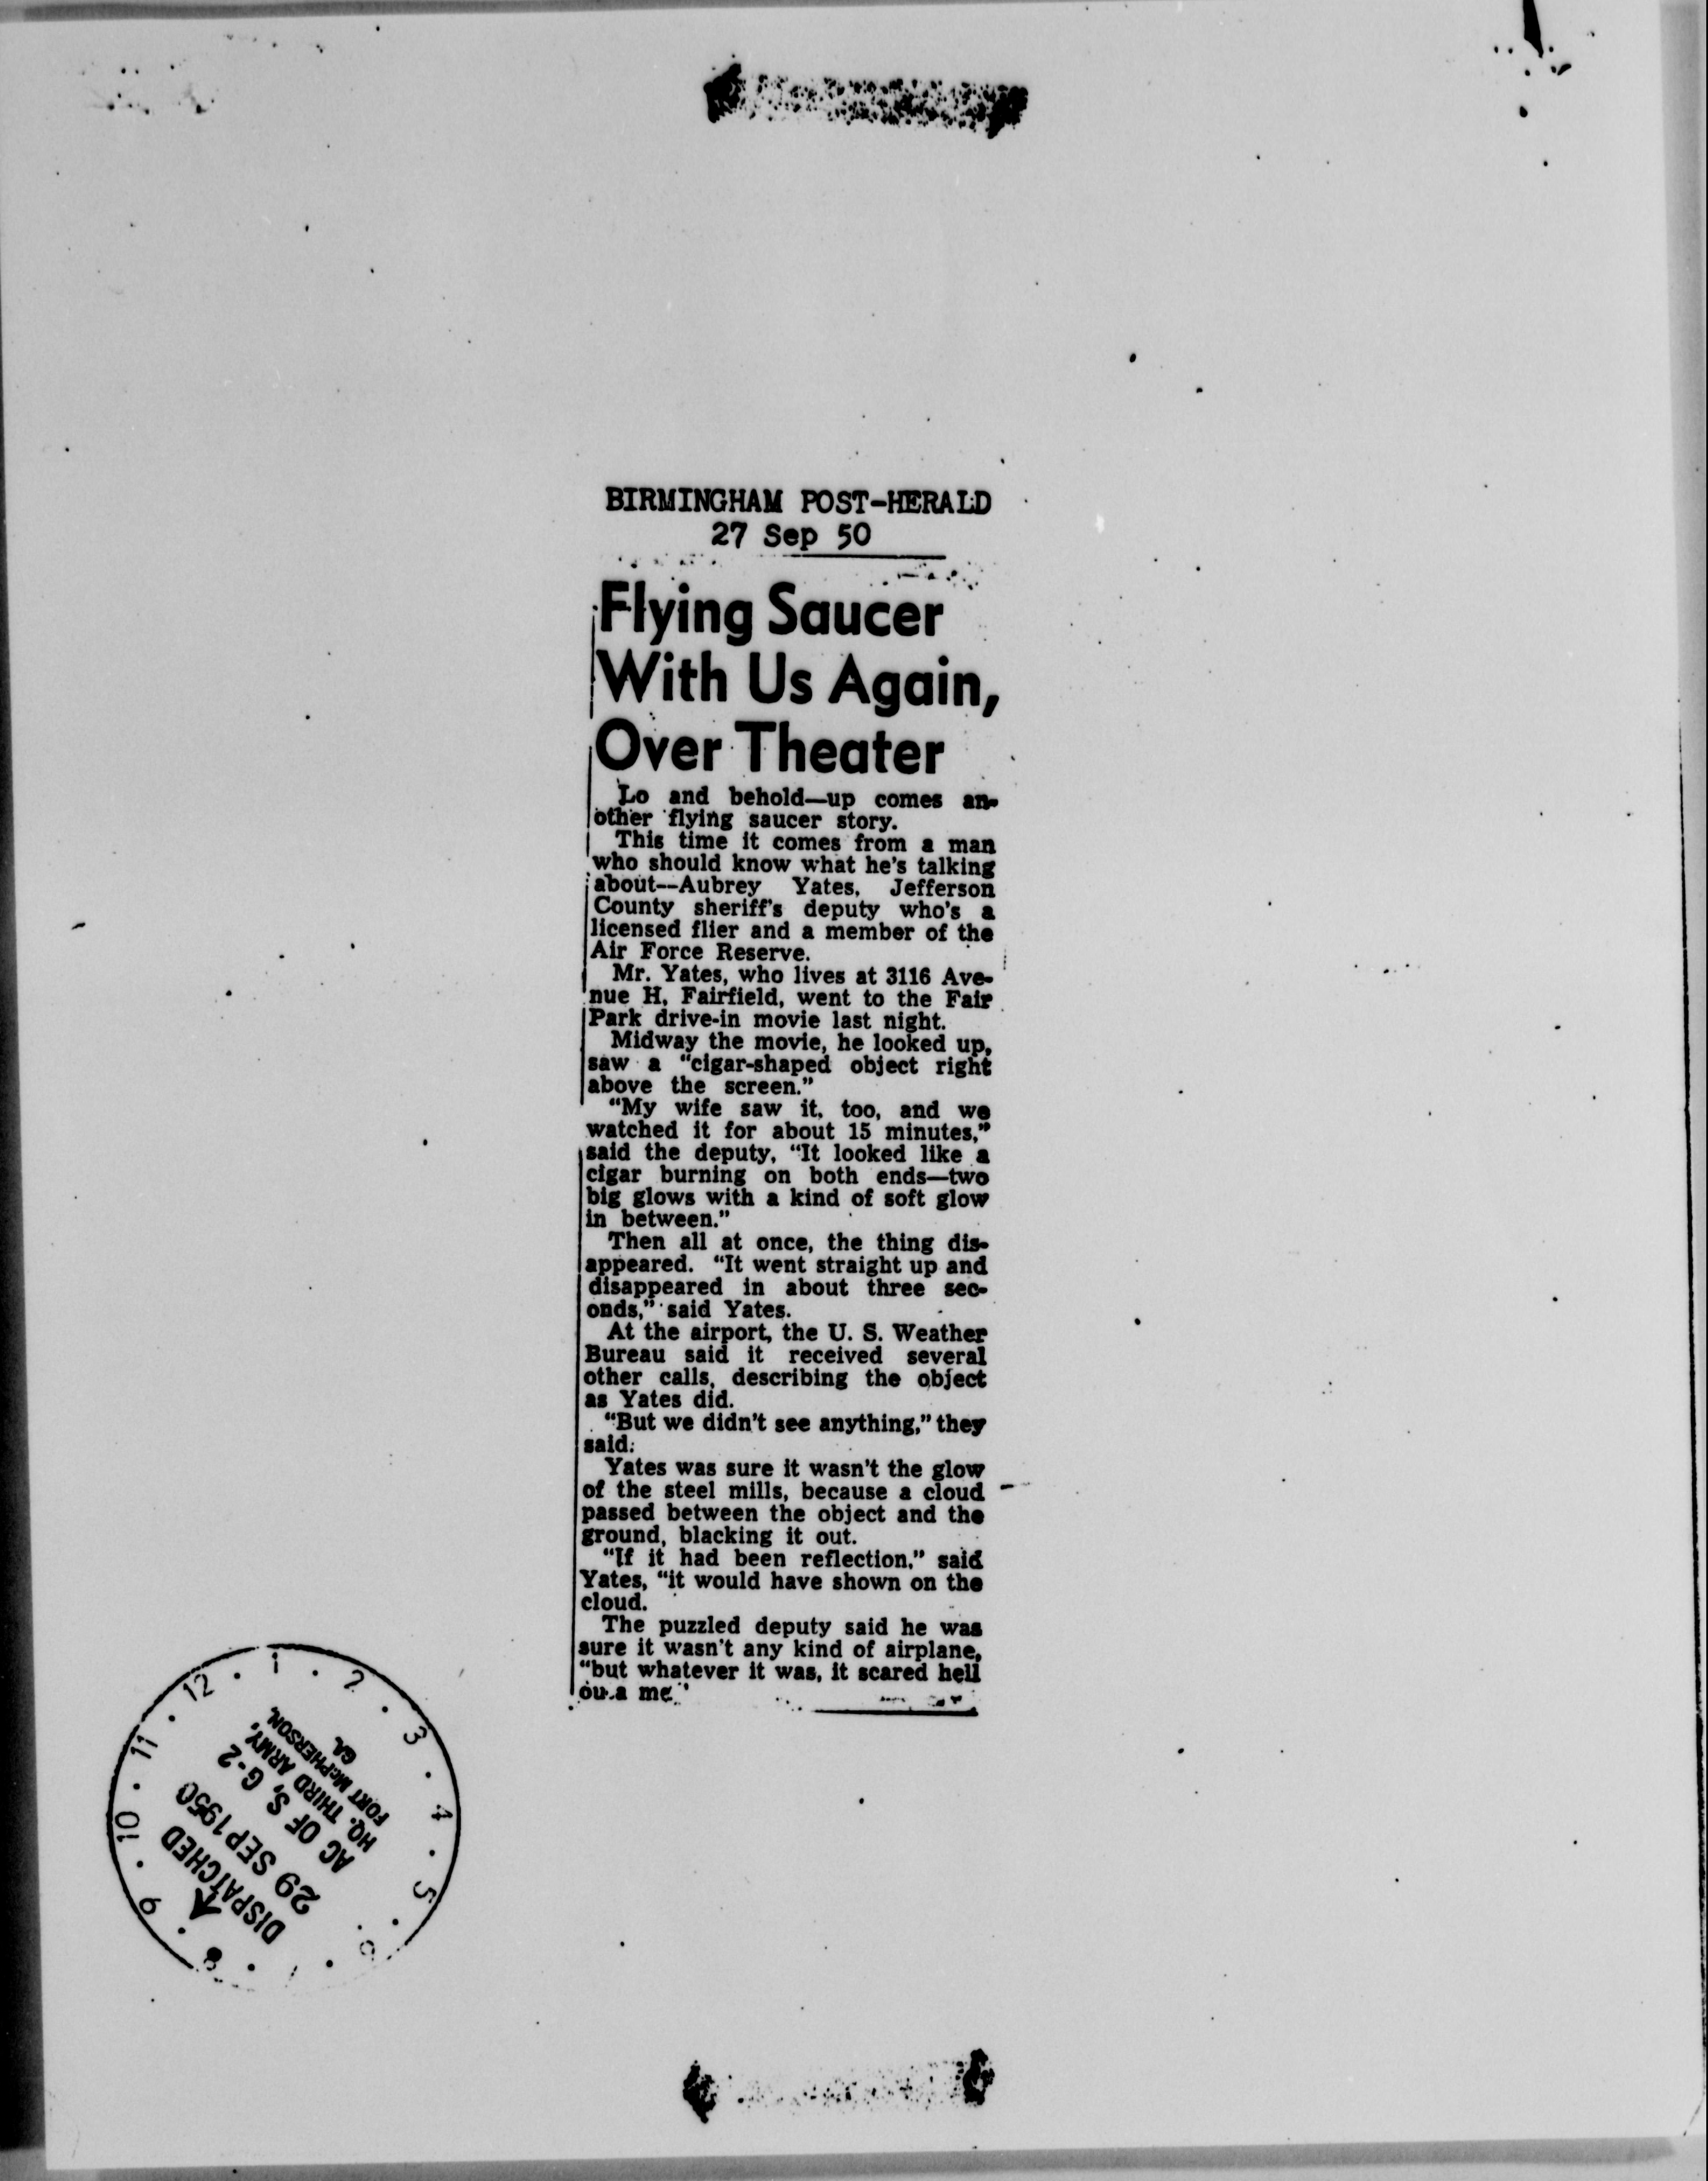 BIRMINGHAM POST-HERALD
27 Sep 50
Flying Saucer
With Us Again,
Over Theater
Lo and behold—up comes an-
other flying saucer story.
This time it comes from a man
who should know what he's talking
about--Aubrey Yates, Jefferson
County sheriff's deputy who's a
licensed flier and a member of the
Air Force Reserve.
Mr. Yates, who lives at 3116 Ave-
nue H, Fairfield, went to the Fair
Park drive-in movie last night.
Midway the movie, he looked up,
saw a "cigar-shaped object right
above the screen."
"My wife saw it, too, and we
watched it for about 15 minutes,"
said the deputy, "It looked like a
cigar burning on both ends—two
big glows with a kind of soft glow
in between."
Then all at once, the thing dis-
appeared. "It went straight up and
disappeared in about three sec-
onds," said Yates.
At the airport, the U. S. Weather
Bureau said it received several
other calls, describing the object
as Yates did.
"But we didn't see anything," they
said.
Yates was sure it wasn't the glow
of the steel mills, because a cloud
passed between the object and the
ground, blacking it out.
"If it had been reflection," said
Yates, "it would have shown on the
cloud.
The puzzled deputy said he was
sure it wasn't any kind of airplane,
"but whatever it was, it scared hell
me"
12 1 2 3 4 5 6 8 9 10 11
DISPATCHED
29 SEP 1950
AC OF S, G-2
HQ. THIRD ARMY,
FORT McPHERSON,
GA.